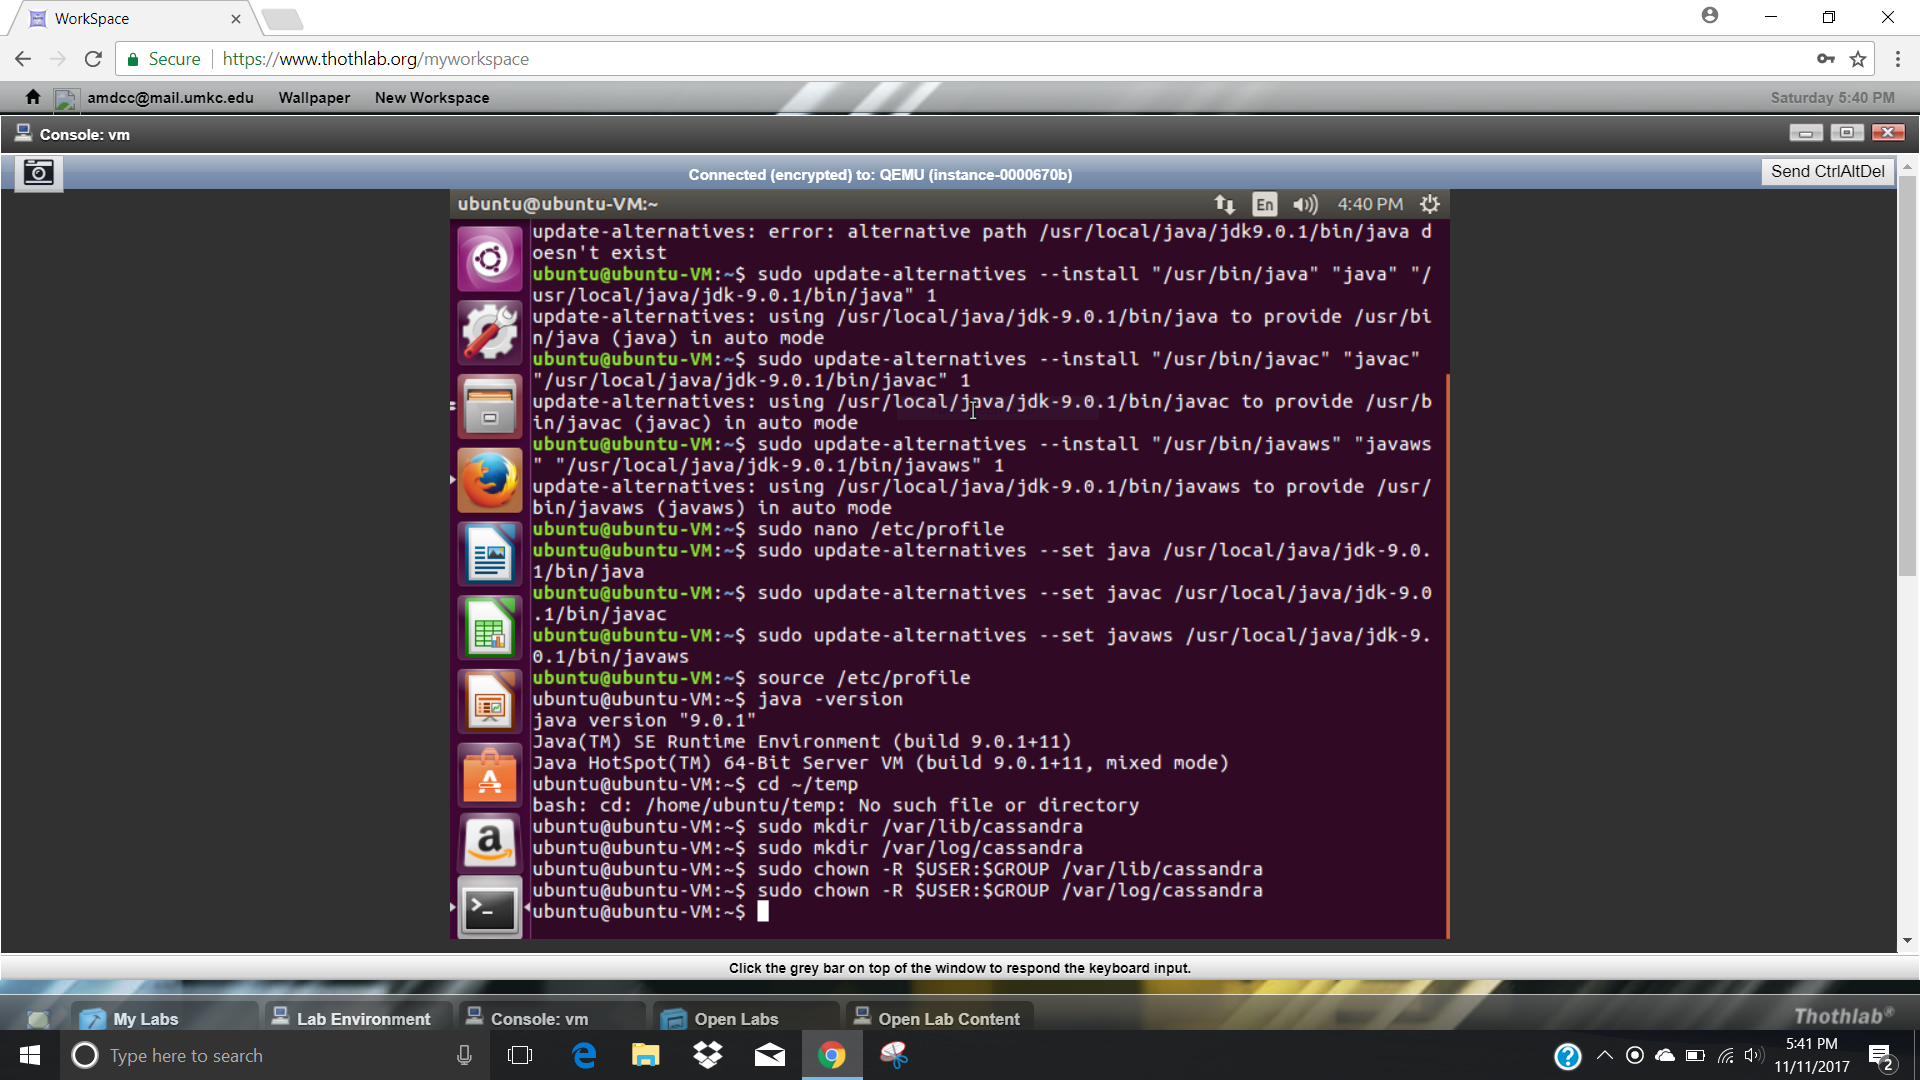 WorkSpace
Secure https://www.thothlab.org/myworkspace
amdcc@mail.umkc.edu Wallpaper New Workspace Saturday 5:40 PM
Console: vm
Connected (encrypted) to: QEMU (instance-0000670b) Send CtrlAltDel
ubuntu@ubuntu-VM:~ En 4:40 PM
update-alternatives: error: alternative path /usr/local/java/jdk9.0.1/bin/java d
oesn't exist
ubuntu@ubuntu-VM:~$ sudo update-alternatives --install "/usr/bin/java" "java" "/
usr/local/java/jdk-9.0.1/bin/java" 1
update-alternatives: using /usr/local/java/jdk-9.0.1/bin/java to provide /usr/bi
n/java (java) in auto mode
ubuntu@ubuntu-VM:~$ sudo update-alternatives --install "/usr/bin/javac" "javac"
"/usr/local/java/jdk-9.0.1/bin/javac" 1
update-alternatives: using /usr/local/java/jdk-9.0.1/bin/javac to provide /usr/b
in/javac (javac) in auto mode
ubuntu@ubuntu-VM:~$ sudo update-alternatives --install "/usr/bin/javaws" "javaws
" "/usr/local/java/jdk-9.0.1/bin/javaws" 1
update-alternatives: using /usr/local/java/jdk-9.0.1/bin/javaws to provide /usr/
bin/javaws (javaws) in auto mode
ubuntu@ubuntu-VM:~$ sudo nano /etc/profile
ubuntu@ubuntu-VM:~$ sudo update-alternatives --set java /usr/local/java/jdk-9.0.
1/bin/java
ubuntu@ubuntu-VM:~$ sudo update-alternatives --set javac /usr/local/java/jdk-9.0
.1/bin/javac
ubuntu@ubuntu-VM:~$ sudo update-alternatives --set javaws /usr/local/java/jdk-9.
0.1/bin/javaws
ubuntu@ubuntu-VM:~$ source /etc/profile
ubuntu@ubuntu-VM:~$ java -version
java version "9.0.1"
Java(TM) SE Runtime Environment (build 9.0.1+11)
Java HotSpot(TM) 64-Bit Server VM (build 9.0.1+11, mixed mode)
ubuntu@ubuntu-VM:~$ cd ~/temp
bash: cd: /home/ubuntu/temp: No such file or directory
ubuntu@ubuntu-VM:~$ sudo mkdir /var/lib/cassandra
ubuntu@ubuntu-VM:~$ sudo mkdir /var/log/cassandra
ubuntu@ubuntu-VM:~$ sudo chown -R $USER:$GROUP /var/lib/cassandra
ubuntu@ubuntu-VM:~$ sudo chown -R $USER:$GROUP /var/log/cassandra
ubuntu@ubuntu-VM:~$
Click the grey bar on top of the window to respond the keyboard input.
My Labs Lab Environment Console: vm Open Labs Open Lab Content Thothlab®
Type here to search 5:41 PM
11/11/2017 2